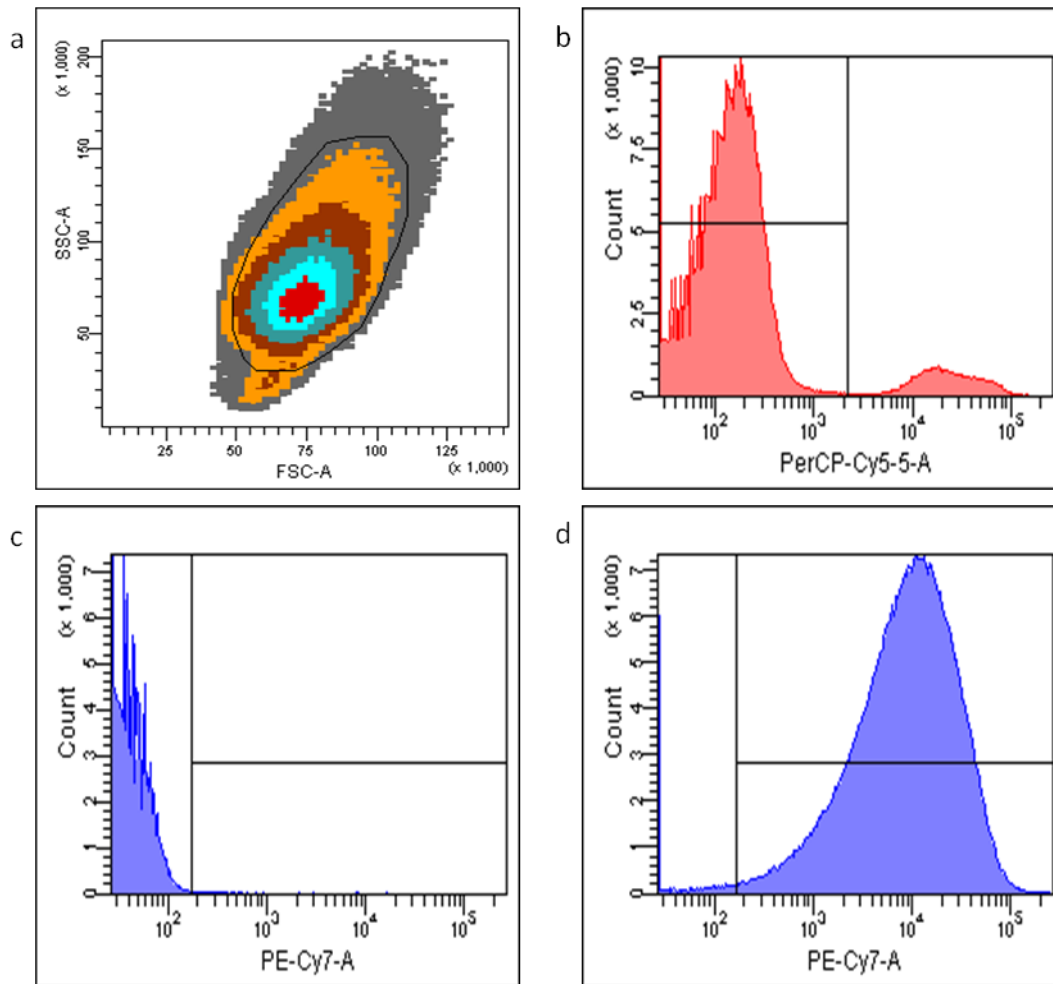 a
(x 1,000)
200
150
100
50
SSC-A
25 50 75 100 125
FSC-A (x 1,000)
b
(x 1,000)
10
7.5
5
2.5
0
Count
10² 10³ 10⁴ 10⁵
PerCP-Cy5-5-A
c
(x 1,000)
7
6
5
4
3
2
1
0
Count
10² 10³ 10⁴ 10⁵
PE-Cy7-A
d
(x 1,000)
7
6
5
4
3
2
1
0
Count
10² 10³ 10⁴ 10⁵
PE-Cy7-A